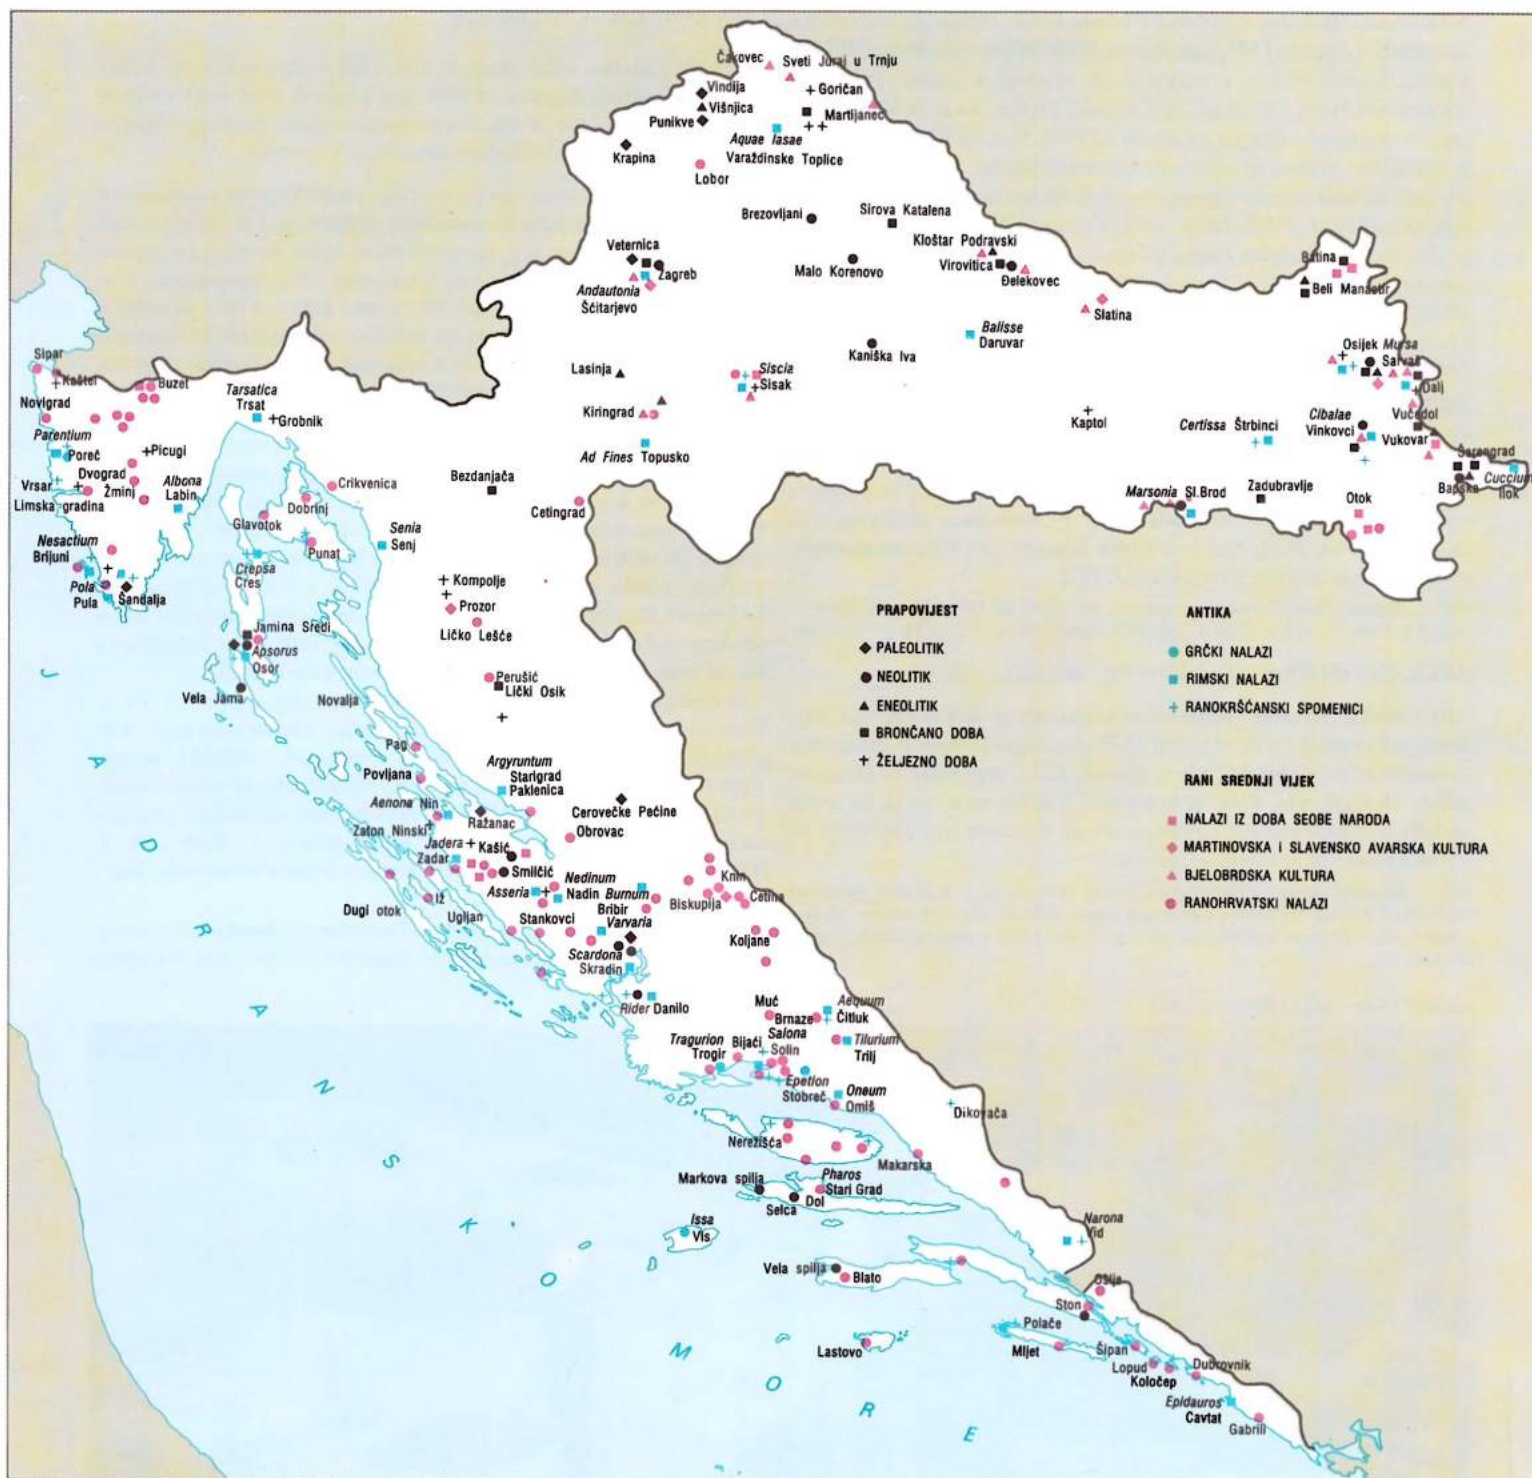 Čakovec
Sveti Juraj u Trnju
Vindija
Goričan
Višnjica
Punikve
Martijanec
Aquae Iasae
Varaždinske Toplice
Krapina
Lobor
Brezovljani
Sirova Katalena
Veternica
Zagreb
Malo Korenovo
Kloštar Podravski
Virovitica
Đelekovec
Batina
Beli Manastir
Andautonia
Šćitarjevo
Slatina
Balisse
Daruvar
Kaniška Iva
Osijek Mursa
Sarvaš
Dalj
Lasinja
Siscia
Sisak
Kiringrad
Kaptol
Certissa Štrbinci
Cibalae
Vinkovci
Vučedol
Vukovar
Šarengrad
Cuccium
Ilok
Bapska
Ad Fines Topusko
Marsonia Sl.Brod
Zadubravlje
Otok
Sipar
Kaštel
Buzet
Novigrad
Tarsatica
Trsat
Grobnik
Parentium
Poreč
Picugi
Dvograd
Žminj
Albona
Labin
Vrsar
Limska gradina
Crikvenica
Bezdanjača
Cetingrad
Dobrinj
Glavotok
Punat
Senia
Senj
Nesactium
Brijuni
Crepsa
Cres
Pola
Pula
Šandalja
Kompolje
Prozor
Ličko Lešće
Jamina Sredi
Apsorus
Osor
Vela Jama
Perušić
Lički Osik
Novalja
Pag
Povljana
Argyruntum
Starigrad
Paklenica
Cerovečke Pećine
Aenona Nin
Ražanac
Zaton Ninski
Obrovac
Jadera
Zadar
Kašić
Smilčić
Nedinum
Asseria
Nadin
Burnum
Bribir
Varvaria
Knin
Biskupija
Cetina
Dugi otok
Iž
Ugljan
Stankovci
Koljane
Scardona
Skradin
Rider Danilo
Muć
Brnaze
Aequum
Čitluk
Tragurion
Trogir
Bijaći
Salona
Solin
Tilurium
Trilj
Epetion
Stobreč
Oneum
Omiš
Dikovača
Nerežišća
Makarska
Markova spilja
Pharos
Stari Grad
Dol
Selca
Issa
Vis
Narona
Vid
Vela spilja
Blato
Ošlje
Ston
Polače
Lastovo
Mljet
Šipan
Lopud
Koločep
Dubrovnik
Epidauros
Cavtat
Gabrili
JADRANSKO MORE
PRAPOVIJEST
PALEOLITIK
NEOLITIK
ENEOLITIK
BRONČANO DOBA
ŽELJEZNO DOBA
ANTIKA
GRČKI NALAZI
RIMSKI NALAZI
RANOKRŠĆANSKI SPOMENICI
RANI SREDNJI VIJEK
NALAZI IZ DOBA SEOBE NARODA
MARTINOVSKA I SLAVENSKO AVARSKA KULTURA
BJELOBRDSKA KULTURA
RANOHRVATSKI NALAZI